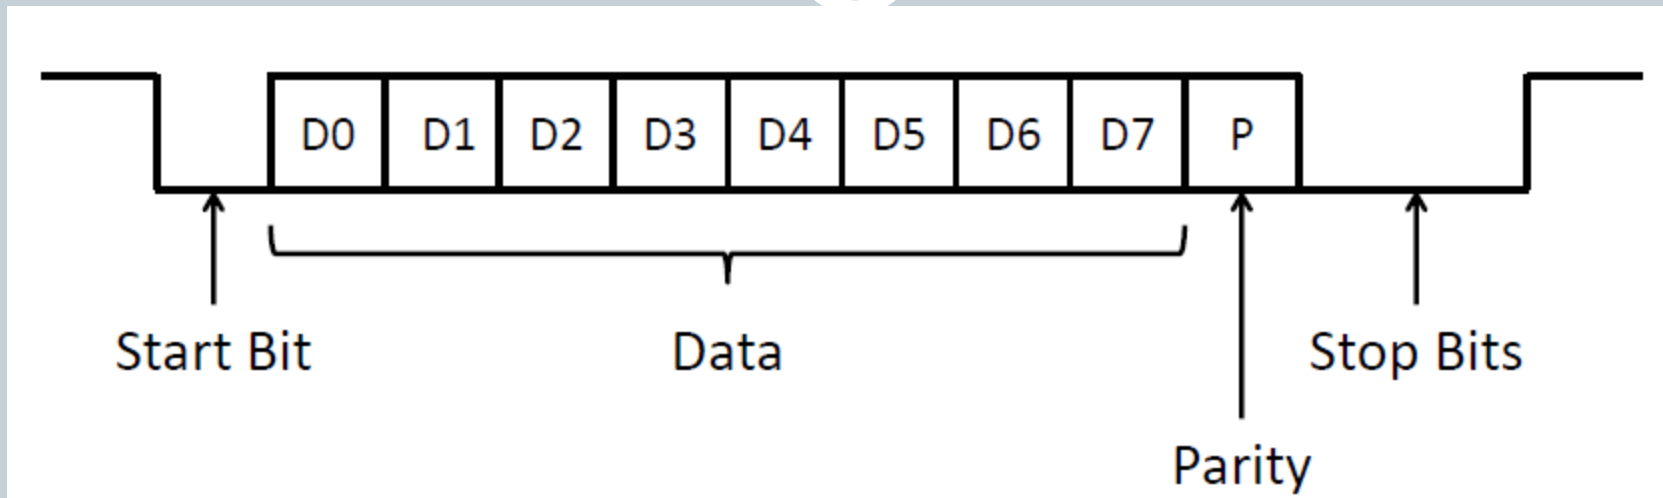 D0 D1 D2 D3 D4 D5 D6 D7 P
Start Bit Data Stop Bits
Parity